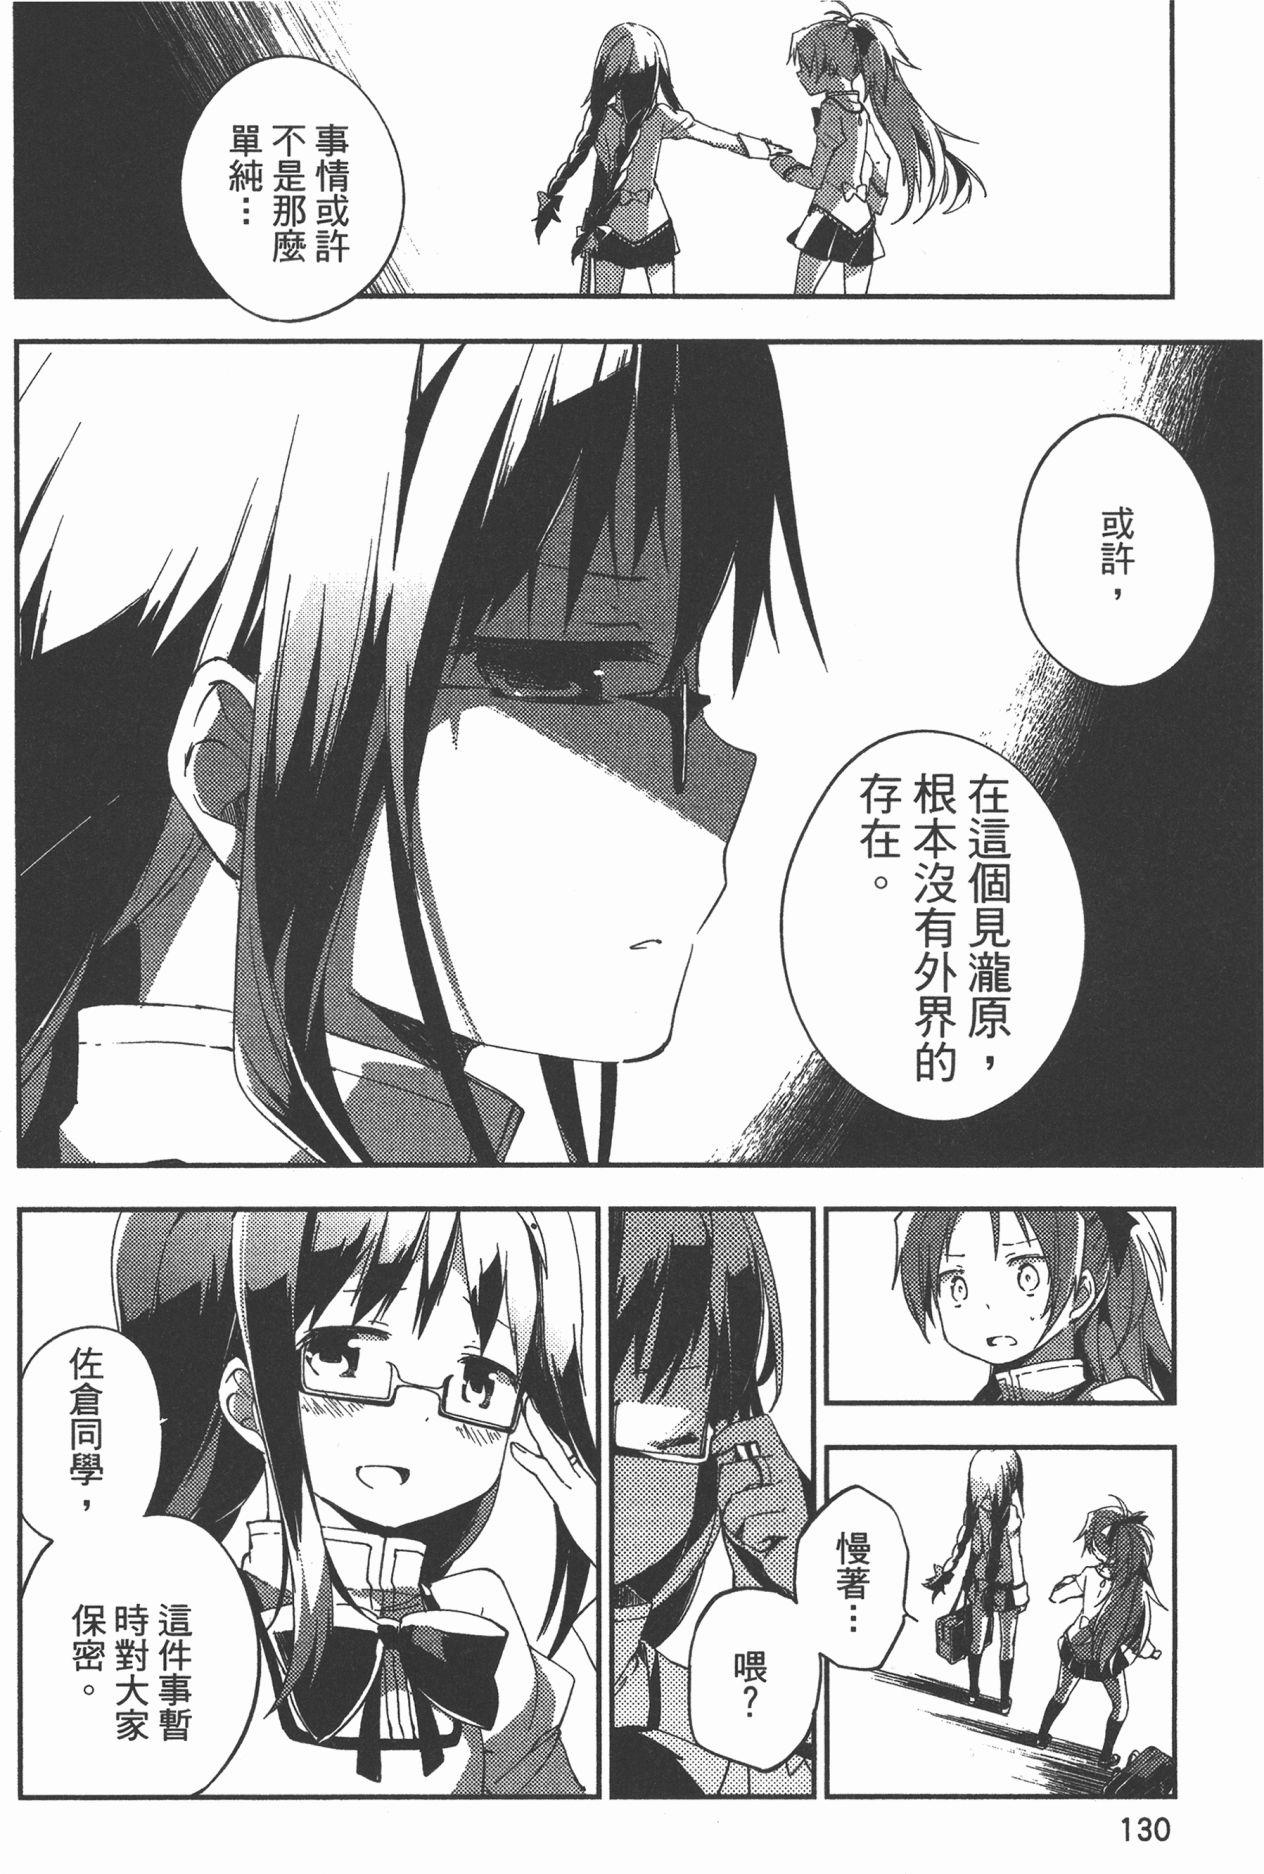 事情或許
不是那麼
單純…
或許，
在這個見瀧原，
根本沒有外界的
存在。
慢著…
喂？
佐倉同學，
這件事暫
時對大家
保密。
130